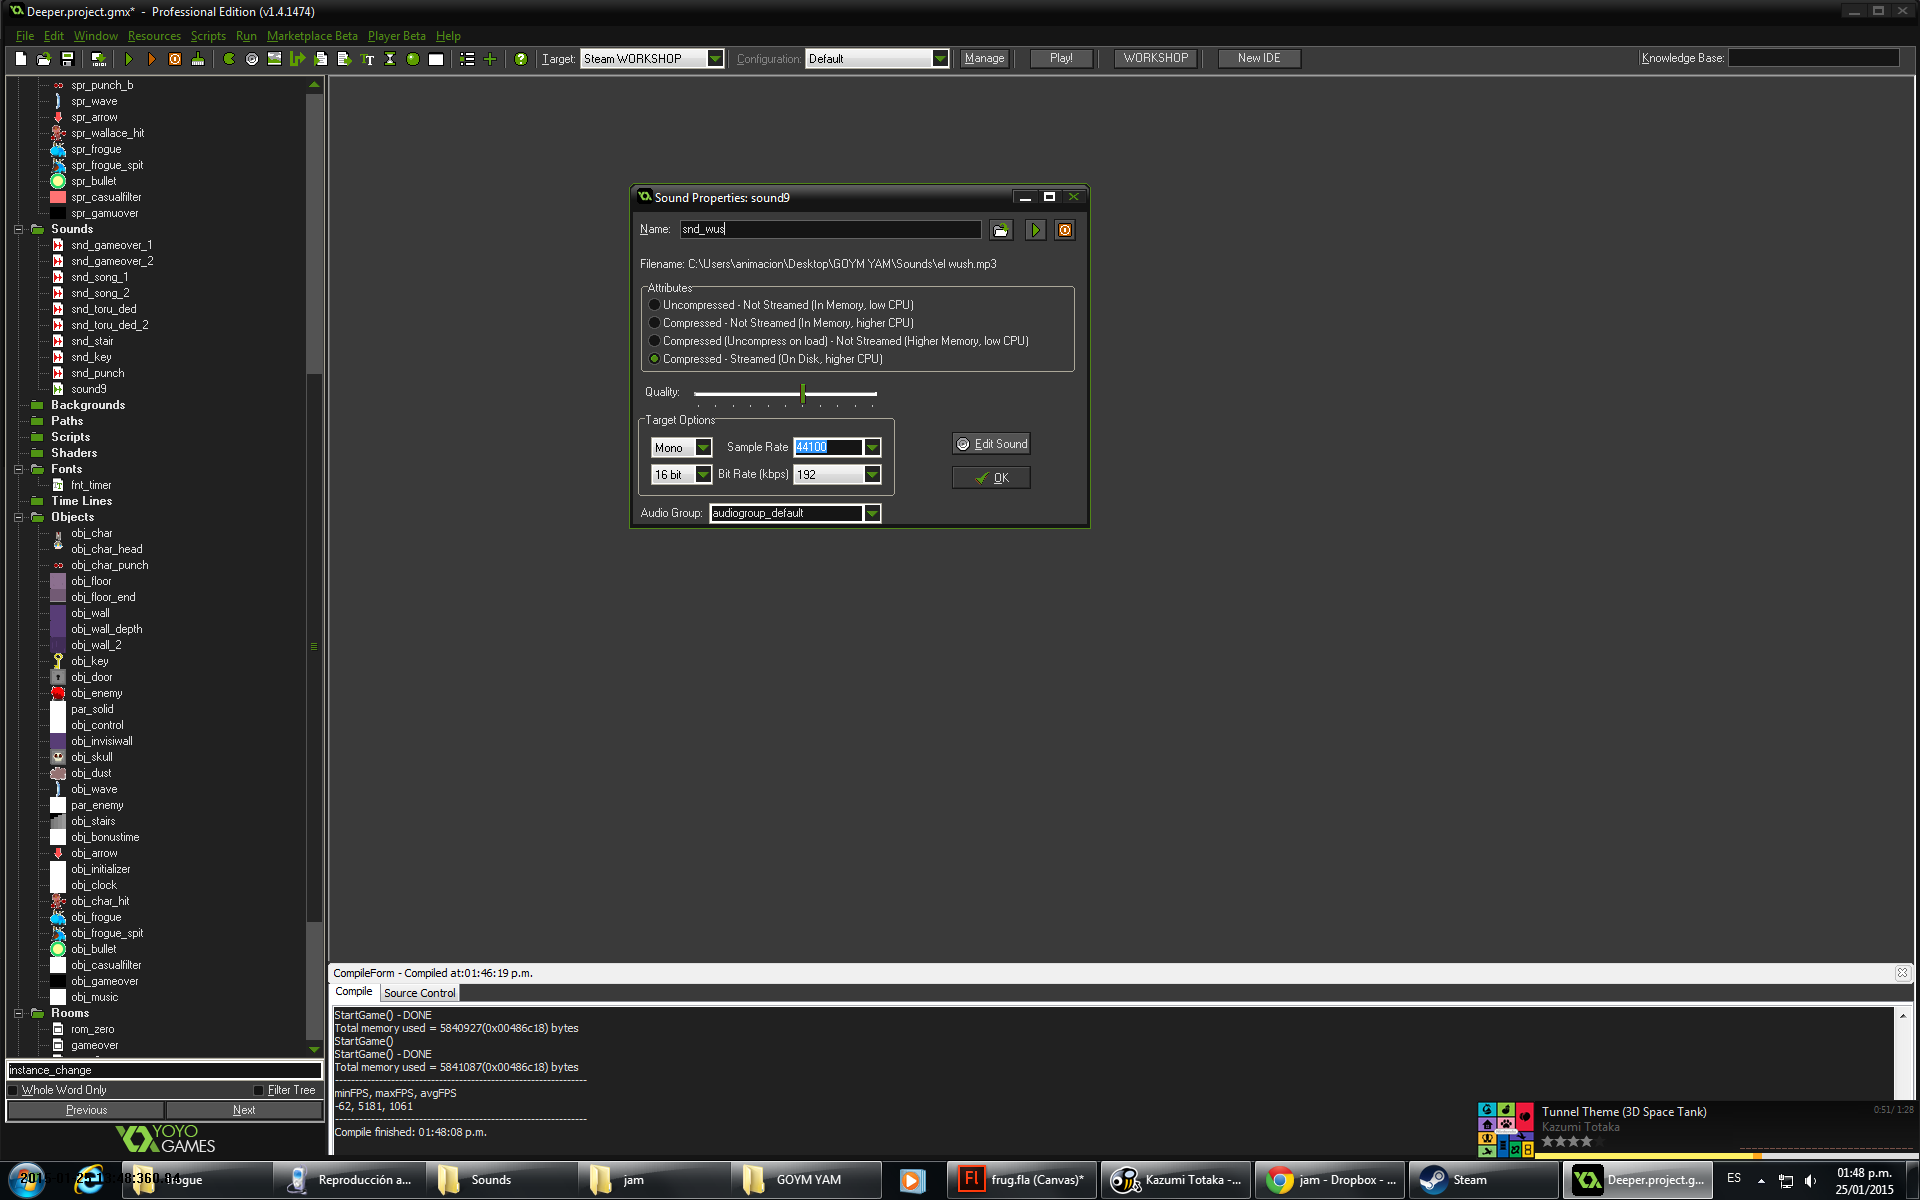 Deeper.project.gmx* - Professional Edition (v1.4.1474)
File Edit Window Resources Scripts Run Marketplace Beta Player Beta Help
Target: Steam WORKSHOP Configuration: Default Manage Play! WORKSHOP New IDE Knowledge Base:
spr_punch_b
spr_wave
spr_arrow
spr_wallace_hit
spr_frogue
spr_frogue_spit
spr_bullet
spr_casualfilter
spr_gamuover
Sounds
snd_gameover_1
snd_gameover_2
snd_song_1
snd_song_2
snd_toru_ded
snd_toru_ded_2
snd_stair
snd_key
snd_punch
sound9
Backgrounds
Paths
Scripts
Shaders
Fonts
fnt_timer
Time Lines
Objects
obj_char
obj_char_head
obj_char_punch
obj_floor
obj_floor_end
obj_wall
obj_wall_depth
obj_wall_2
obj_key
obj_door
obj_enemy
par_solid
obj_control
obj_invisiwall
obj_skull
obj_dust
obj_wave
par_enemy
obj_stairs
obj_bonustime
obj_arrow
obj_initializer
obj_clock
obj_char_hit
obj_frogue
obj_frogue_spit
obj_bullet
obj_casualfilter
obj_gameover
obj_music
Rooms
rom_zero
gameover
instance_change
Whole Word Only Filter Tree
Previous Next
YOYO
GAMES
Sound Properties: sound9
Name: snd_wus
Filename: C:\Users\animacion\Desktop\GOYM YAM\Sounds\el wush.mp3
Attributes
Uncompressed - Not Streamed (In Memory, low CPU)
Compressed - Not Streamed (In Memory, higher CPU)
Compressed (Uncompress on load) - Not Streamed (Higher Memory, low CPU)
Compressed - Streamed (On Disk, higher CPU)
Quality:
Target Options
Mono Sample Rate 44100
16 bit Bit Rate (kbps) 192
Edit Sound
OK
Audio Group: audiogroup_default
CompileForm - Compiled at:01:46:19 p.m.
Compile Source Control
StartGame() - DONE
Total memory used = 5840927(0x00486c18) bytes
StartGame()
StartGame() - DONE
Total memory used = 5841087(0x00486c18) bytes
minFPS, maxFPS, avgFPS
-62, 5181, 1061
Compile finished: 01:48:08 p.m.
Tunnel Theme (3D Space Tank) 0:51/ 1:28
Kazumi Totaka
Reproducción a...
Sounds
jam
GOYM YAM
frug.fla (Canvas)*
Kazumi Totaka -...
jam - Dropbox - ...
Steam
Deeper.project.g...
ES
01:48 p.m.
25/01/2015